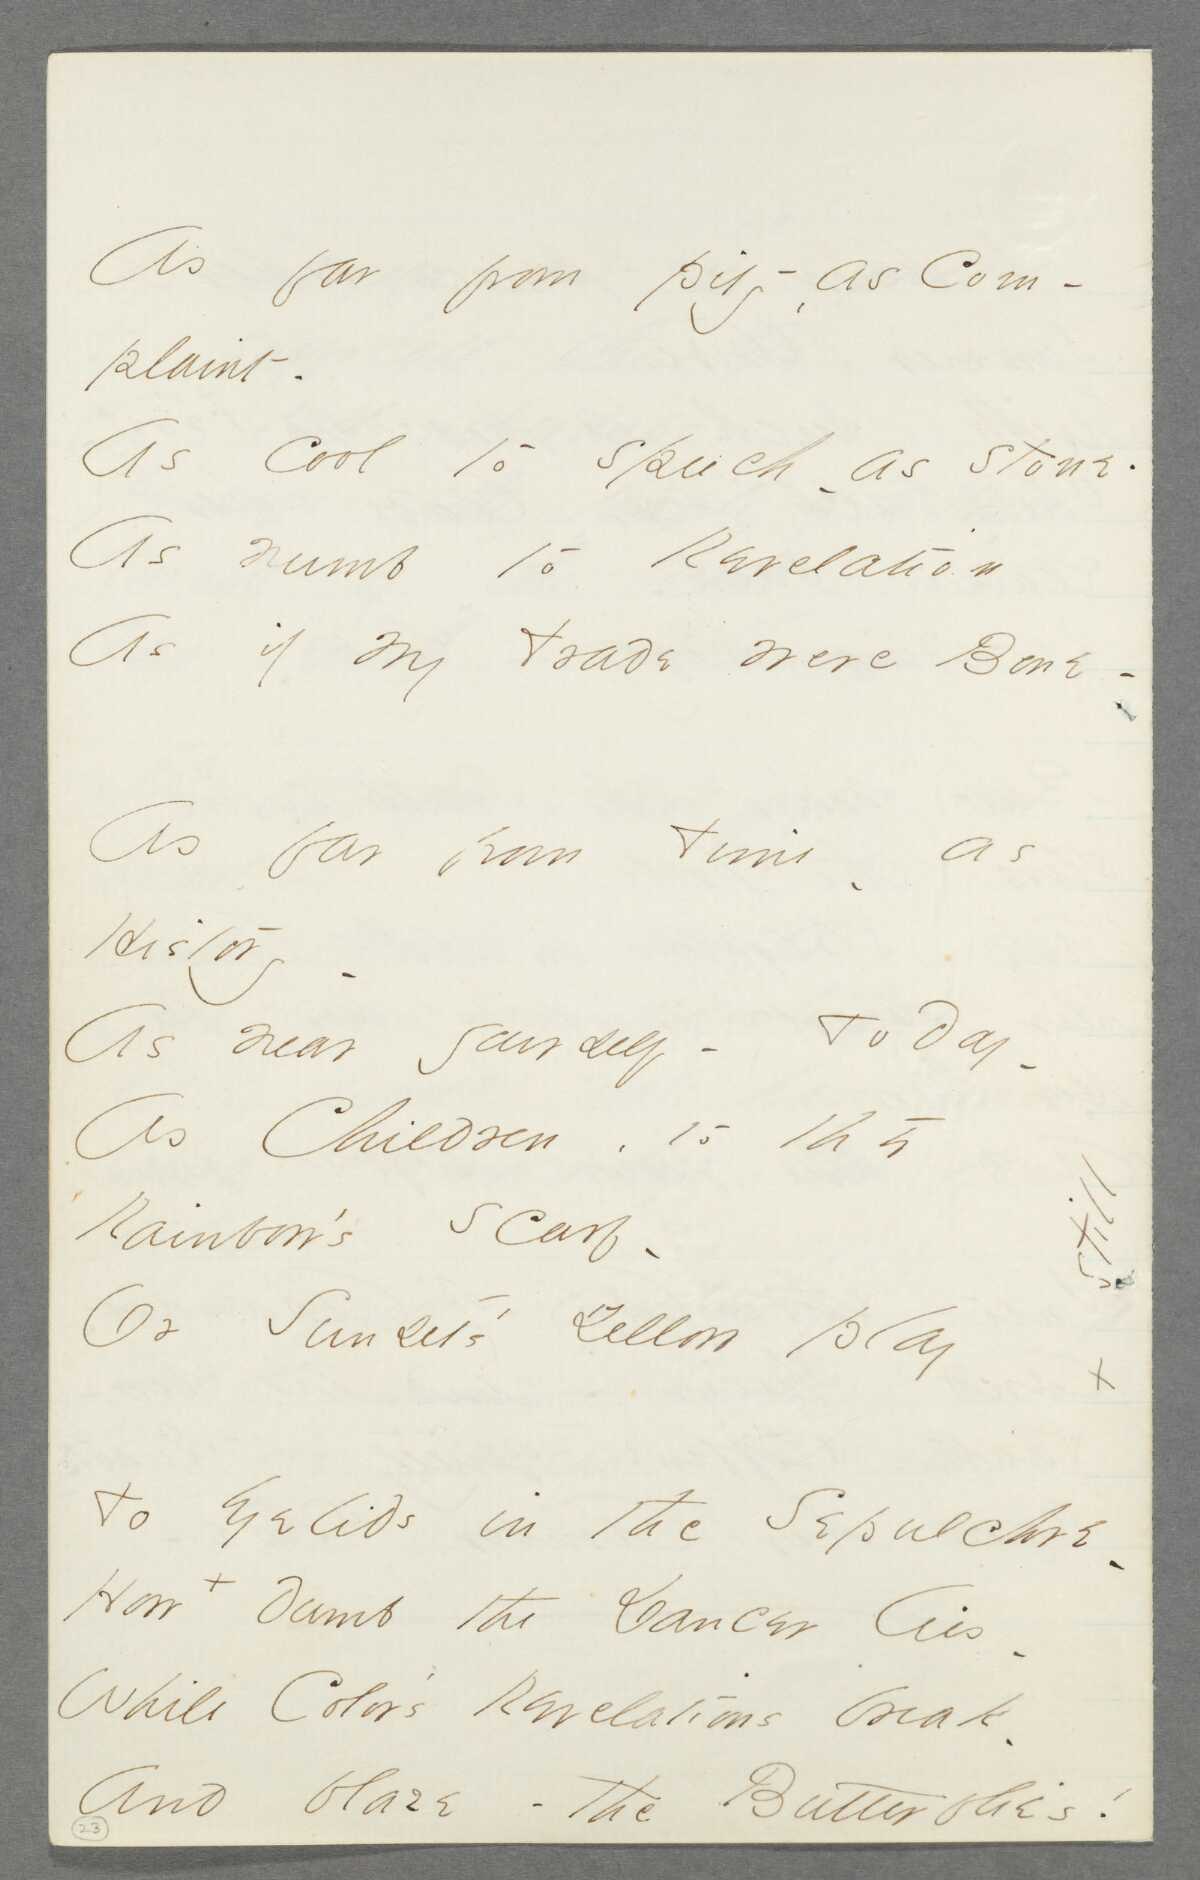 As far from pity - as Com -
plaint -
As cool to speech - as stone -
As numb to Revelation
As if my trade were Bone -
As far from time - as
History -
As near yourself - Today -
As Children, to the
Rainbow's scarf -
Or Sunset's Yellow play
To Eyelids in the Sepulchre -
How + dumb the Dancer lies -
While Color's Revelations break -
And blaze - the Butterflies!
+ still
23